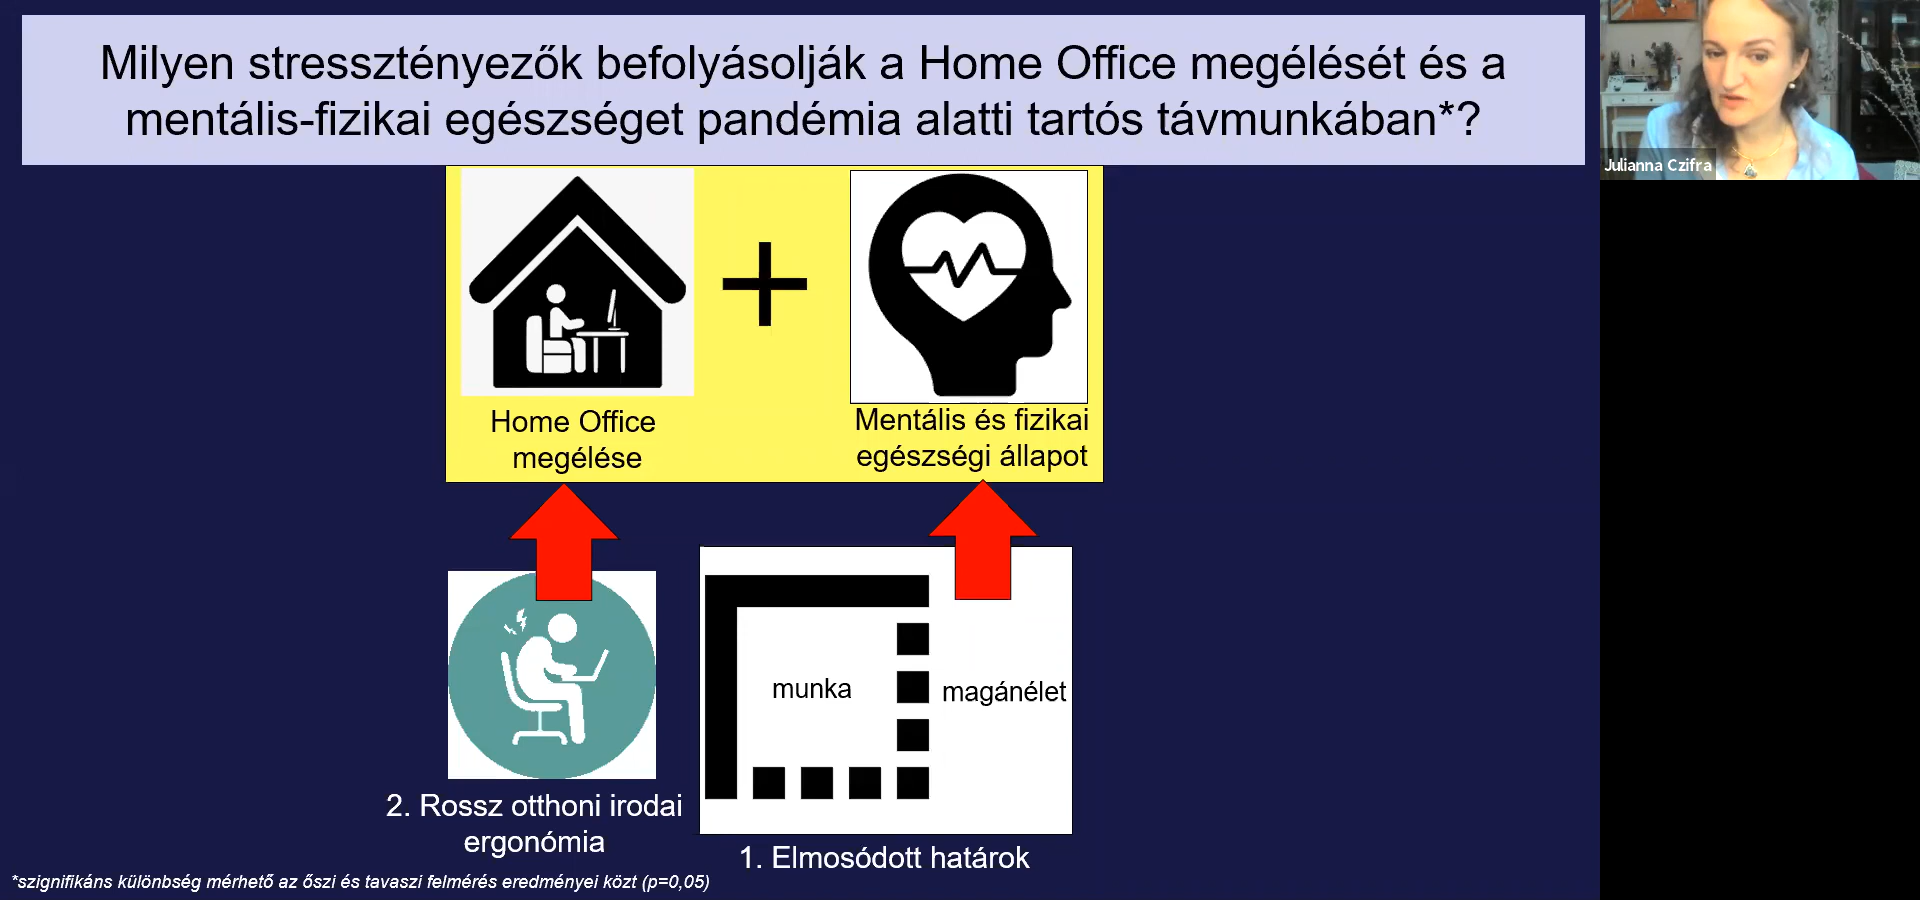 Milyen stressztényezők befolyásolják a Home Office megélését és a
mentális-fizikai egészséget pandémia alatti tartós távmunkában*?
Julianna Czifra
Home Office
megélése
Mentális és fizikai
egészségi állapot
munka
magánélet
2. Rossz otthoni irodai
ergonómia
1. Elmosódott határok
*szignifikáns különbség mérhető az őszi és tavaszi felmérés eredményei közt (p=0,05)